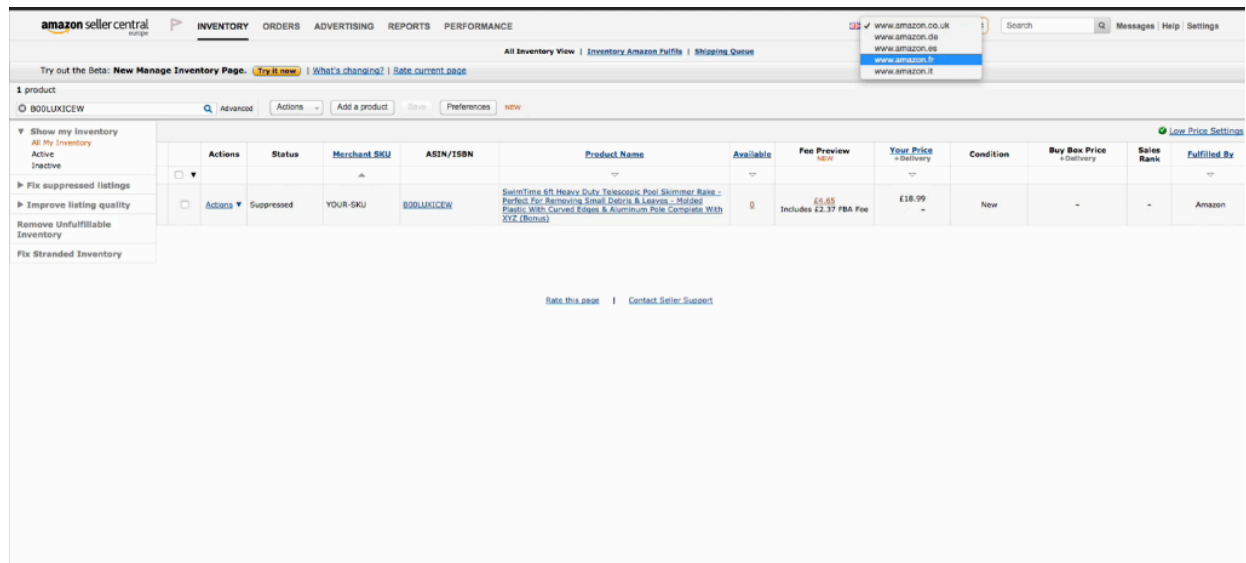 amazon seller central
europe
INVENTORY ORDERS ADVERTISING REPORTS PERFORMANCE
✓ www.amazon.co.uk
www.amazon.de
www.amazon.es
www.amazon.fr
www.amazon.it
Search
Messages | Help | Settings
All Inventory View | Inventory Amazon Fulfils | Shipping Queue
Try out the Beta: New Manage Inventory Page. Try it now | What's changing? | Rate current page
1 product
B00LUXICEW Advanced Actions Add a product Save Preferences NEW
Show my inventory
All My Inventory
Active
Inactive
Fix suppressed listings
Improve listing quality
Remove Unfulfillable
Inventory
Fix Stranded Inventory
Low Price Settings
Actions Status Merchant SKU ASIN/ISBN Product Name Available Fee Preview NEW Your Price +Delivery Condition Buy Box Price +Delivery Sales Rank Fulfilled By
Actions Suppressed YOUR-SKU B00LUXICEW
SwimTime 6ft Heavy Duty Telescopic Pool Skimmer Rake -
Perfect For Removing Small Debris & Leaves - Molded
Plastic With Curved Edges & Aluminum Pole Complete With
XYZ (Bonus)
0
£4.65
Includes £2.37 FBA Fee
£18.99
-
New - - Amazon
Rate this page | Contact Seller Support